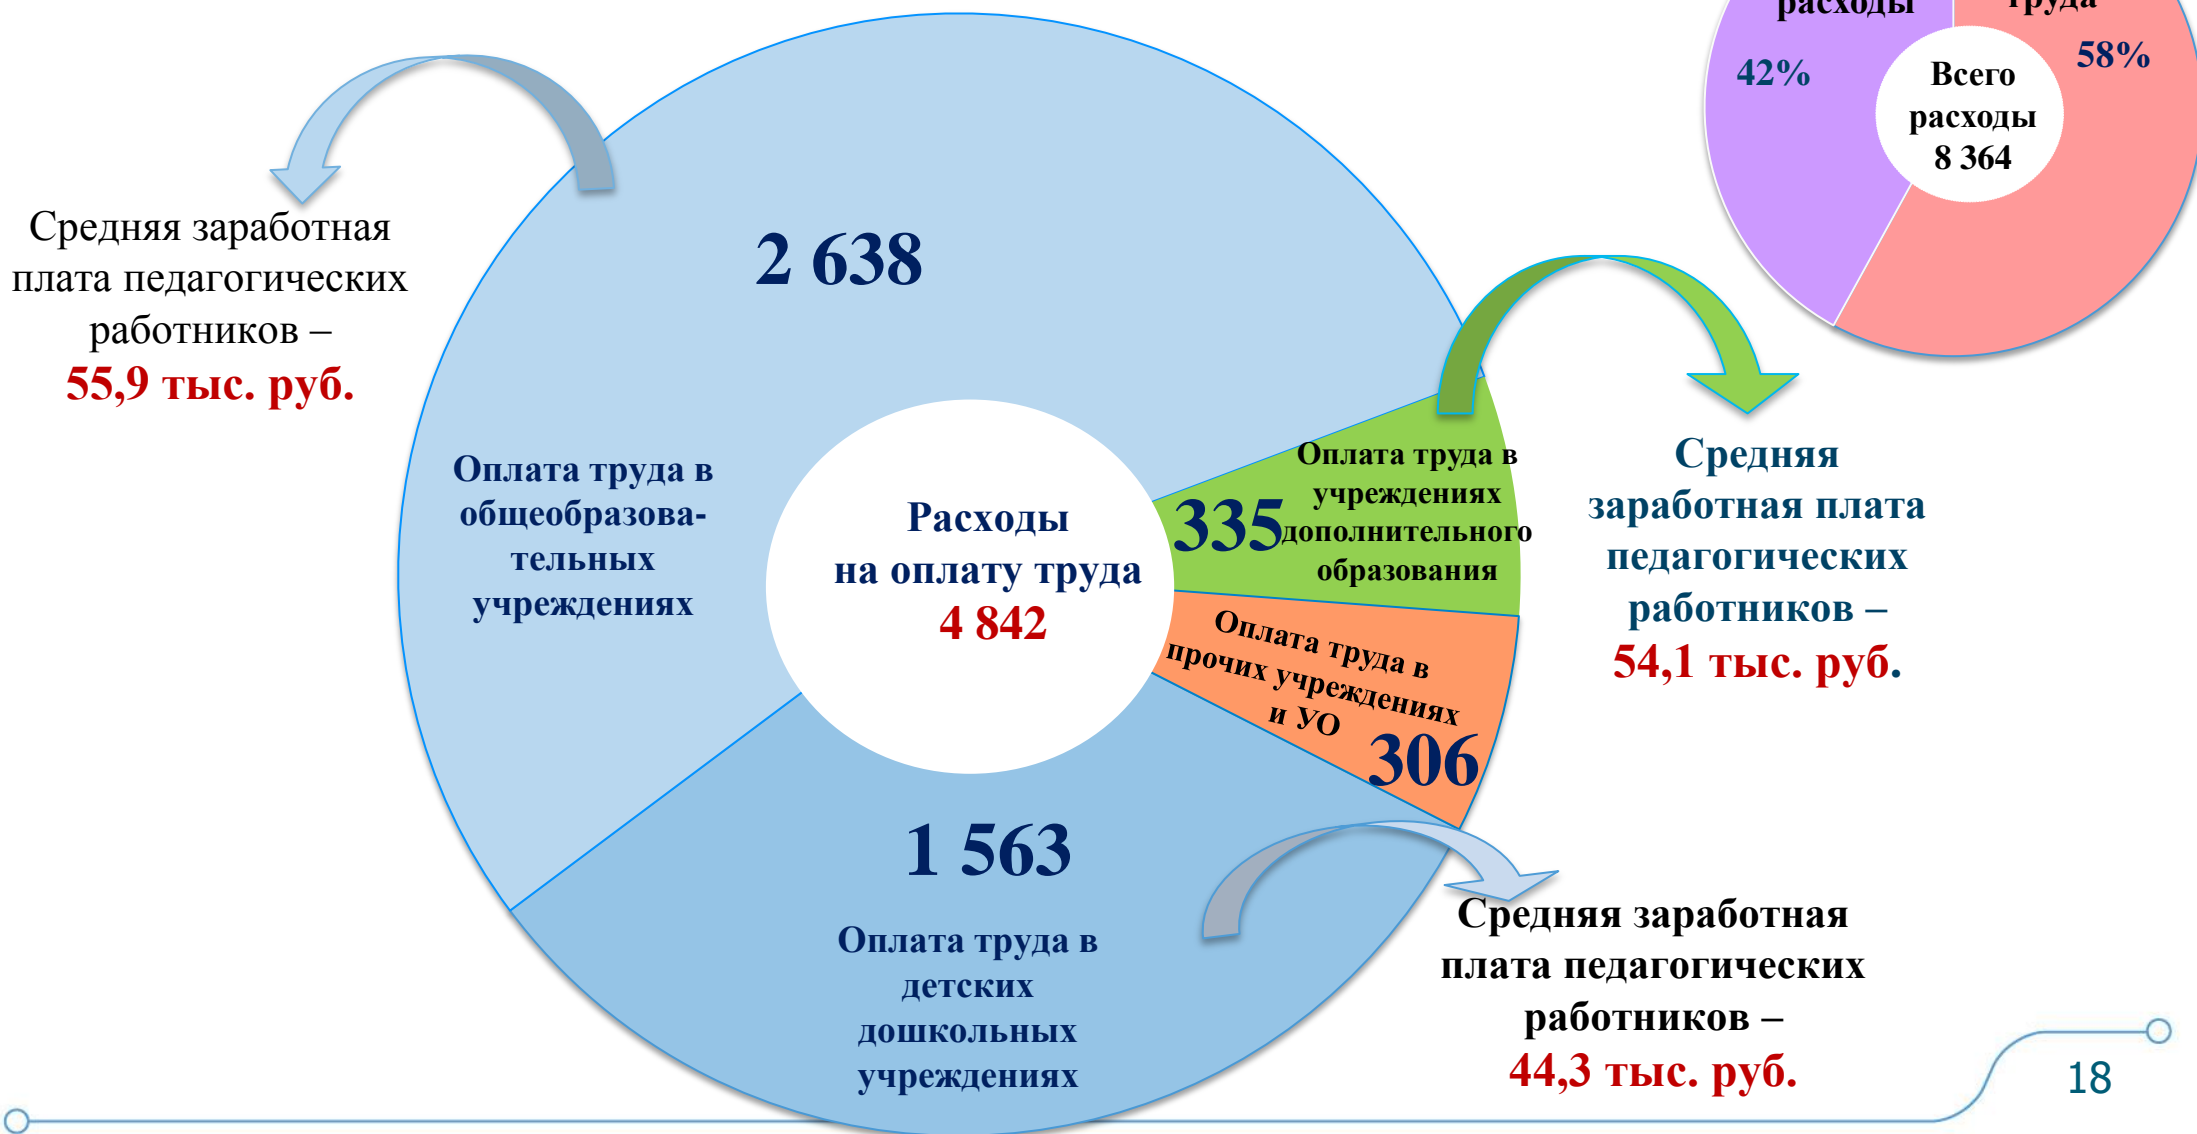 расходы
труда
42%
58%
Всего
расходы
8 364
Средняя заработная
плата педагогических
работников –
55,9 тыс. руб.
2 638
Оплата труда в
общеобразова-
тельных
учреждениях
Расходы
на оплату труда
4 842
335
Оплата труда в
учреждениях
дополнительного
образования
Средняя
заработная плата
педагогических
работников –
54,1 тыс. руб.
Оплата труда в
прочих учреждениях
и УО
306
1 563
Оплата труда в
детских
дошкольных
учреждениях
Средняя заработная
плата педагогических
работников –
44,3 тыс. руб.
18